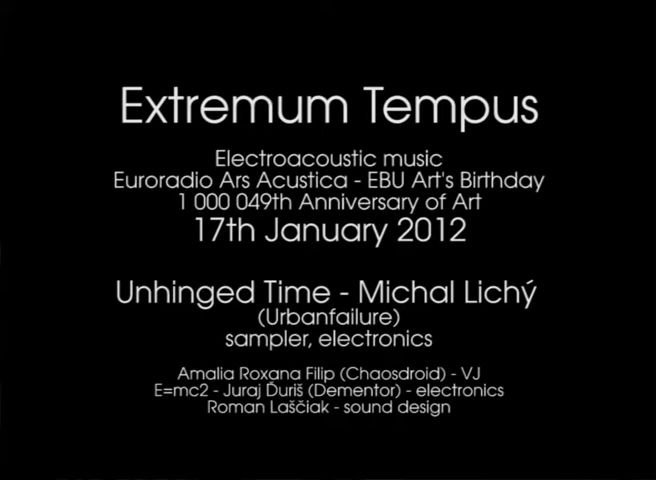 Extremum Tempus
Electroacoustic music
Euroradio Ars Acustica - EBU Art's Birthday
1 000 049th Anniversary of Art
17th January 2012
Unhinged Time - Michal Lichý
(Urbanfailure)
sampler, electronics
Amalia Roxana Filip (Chaosdroid) - VJ
E=mc2 - Juraj Ďuriš (Dementor) - electronics
Roman Laščiak - sound design